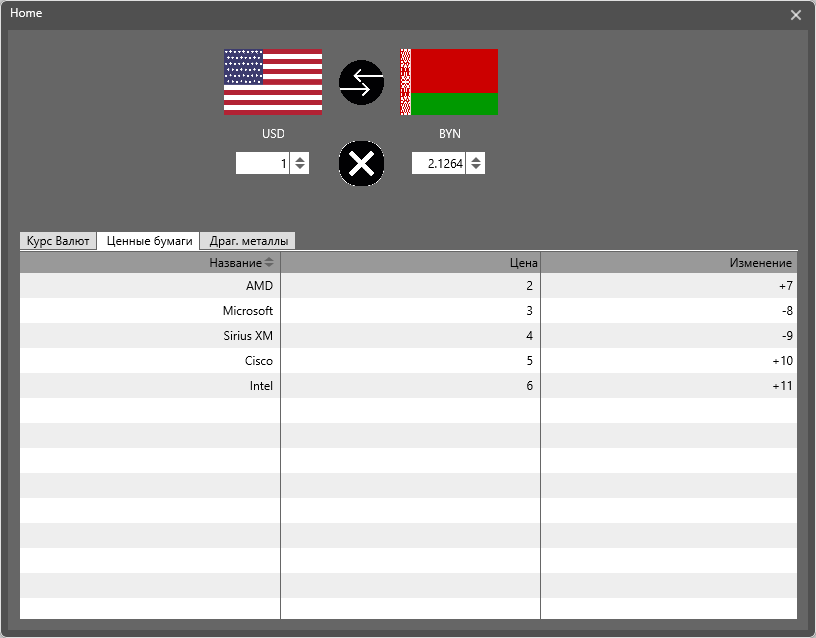 Home
USD BYN
1 2.1264
Курс Валют Ценные бумаги Драг. металлы
Название Цена Изменение
AMD 2 +7
Microsoft 3 -8
Sirius XM 4 -9
Cisco 5 +10
Intel 6 +11